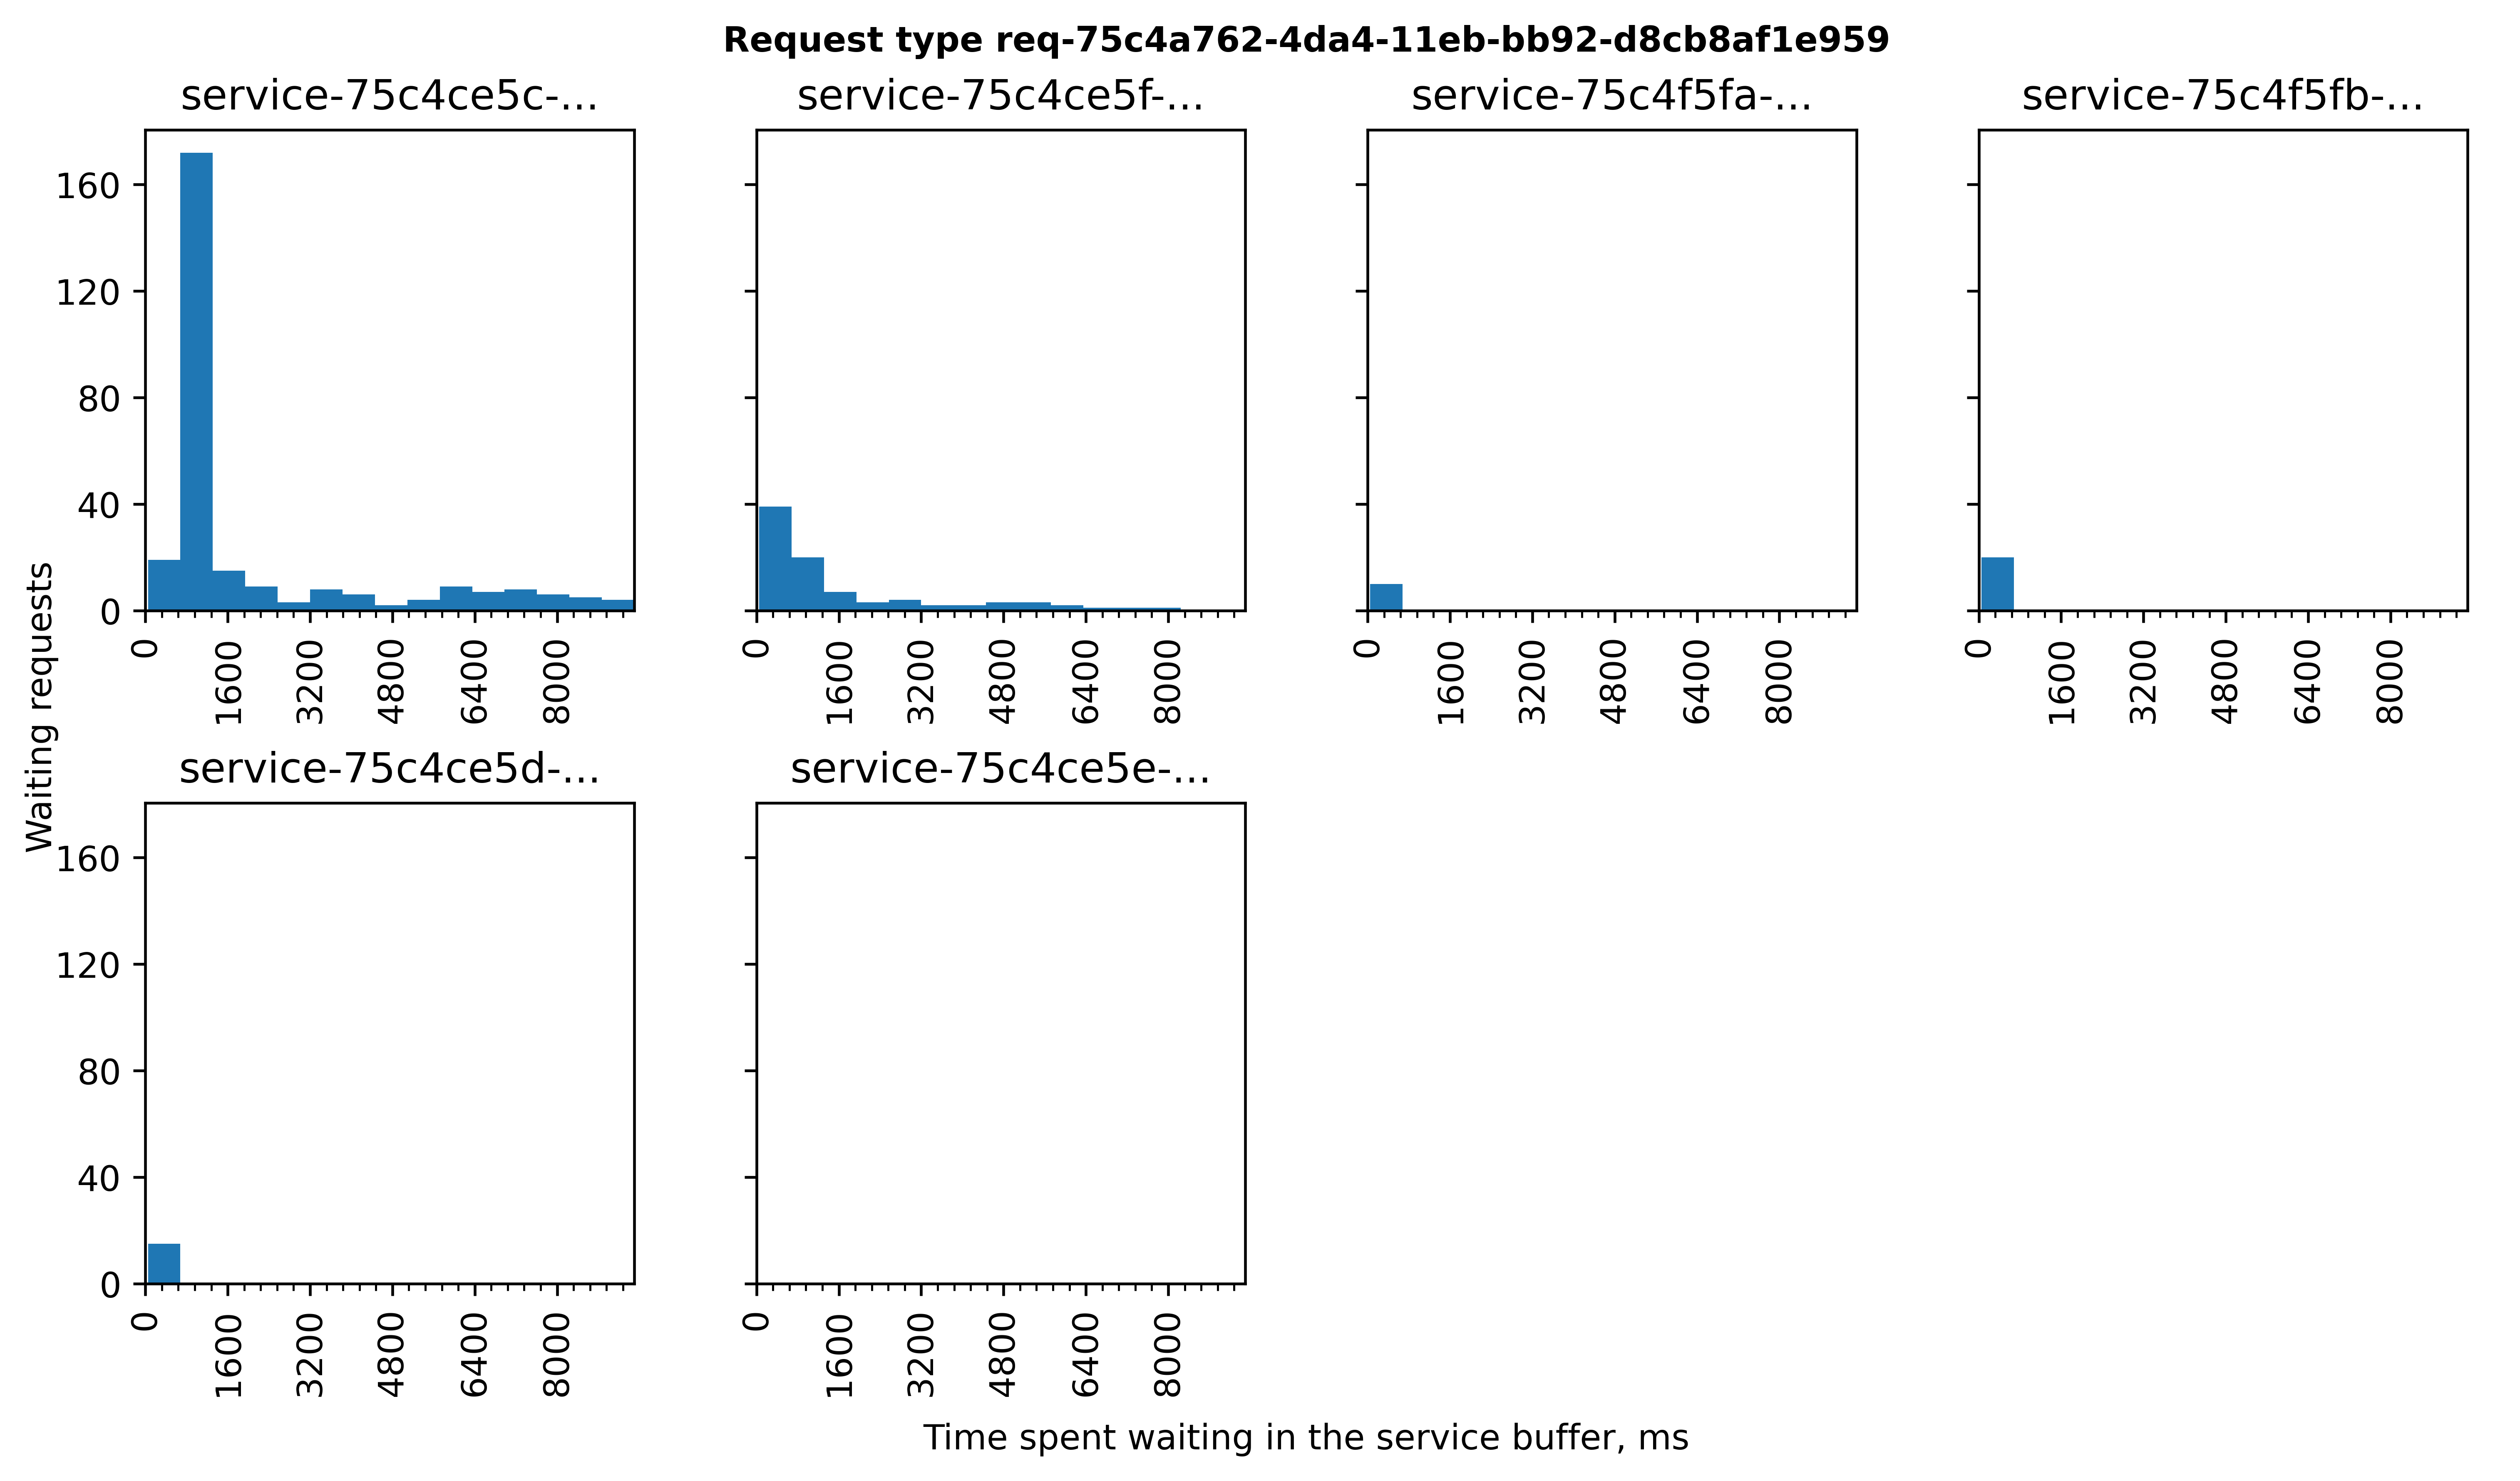 Request type req-75c4a762-4da4-11eb-bb92-d8cb8af1e959
service-75c4ce5c-...
service-75c4ce5f-...
service-75c4f5fa-...
service-75c4f5fb-...
160
120
80
40
0
0 1600 3200 4800 6400 8000
0 1600 3200 4800 6400 8000
0 1600 3200 4800 6400 8000
0 1600 3200 4800 6400 8000
Waiting requests
service-75c4ce5d-...
service-75c4ce5e-...
160
120
80
40
0
0 1600 3200 4800 6400 8000
0 1600 3200 4800 6400 8000
Time spent waiting in the service buffer, ms